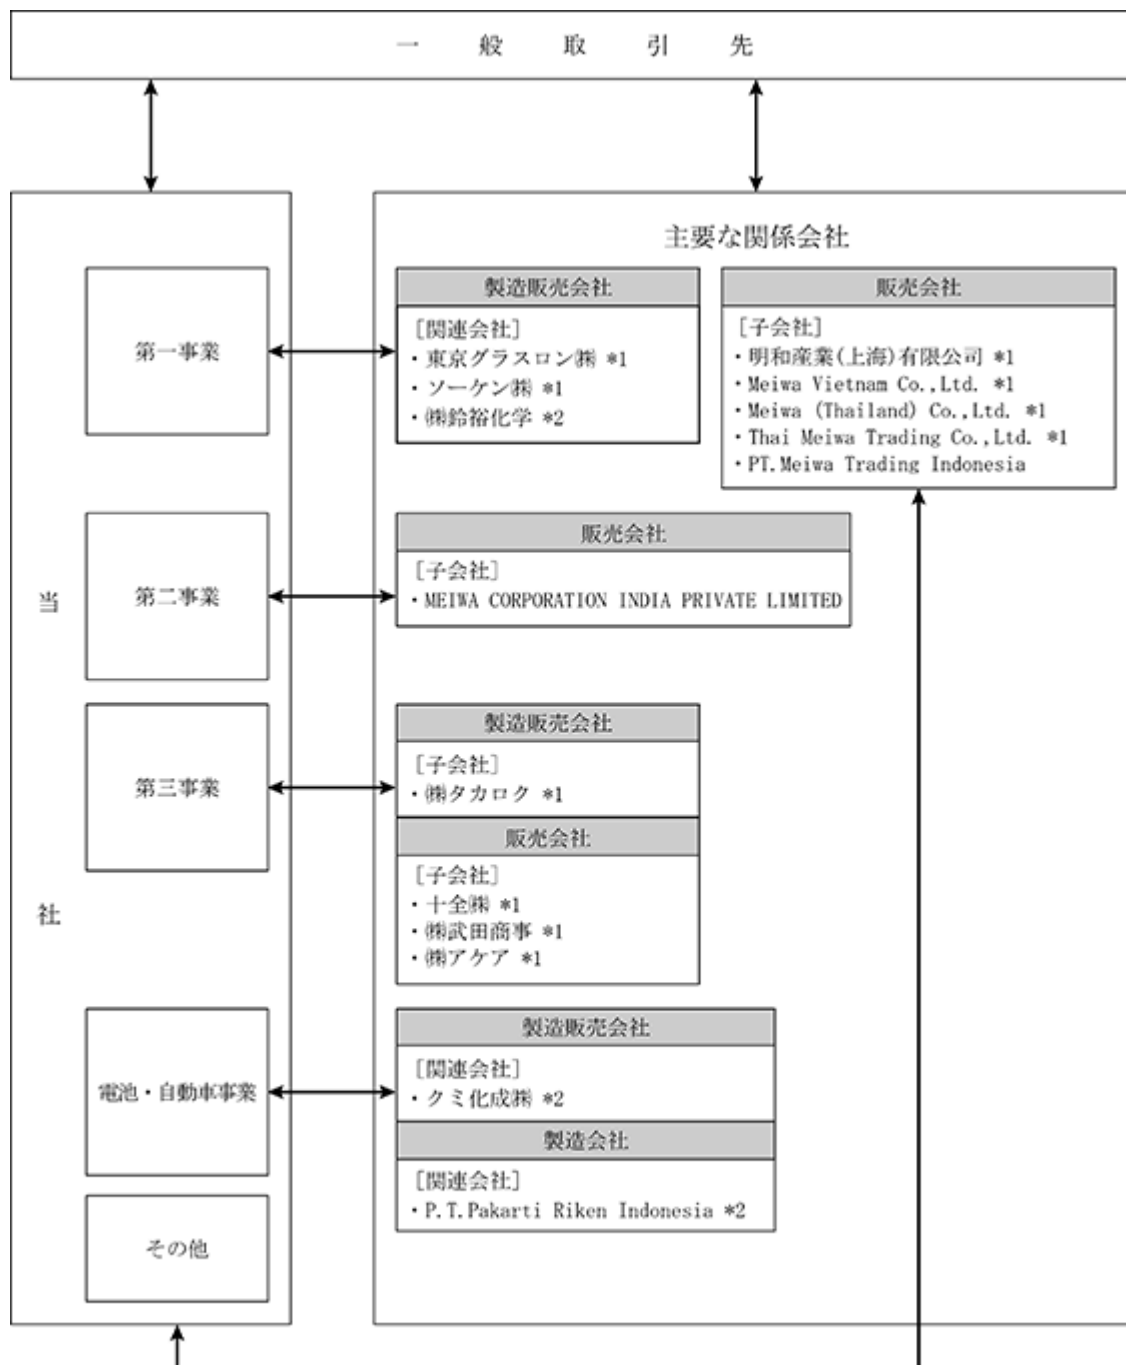 一般取引先
当社
主要な関係会社
第一事業
製造販売会社
［関連会社］
・東京グラスロン㈱ *1
・ソーケン㈱ *1
・㈱鈴裕化学 *2
販売会社
［子会社］
・明和産業(上海)有限公司 *1
・Meiwa Vietnam Co.,Ltd. *1
・Meiwa (Thailand) Co.,Ltd. *1
・Thai Meiwa Trading Co.,Ltd. *1
・PT.Meiwa Trading Indonesia
第二事業
販売会社
［子会社］
・MEIWA CORPORATION INDIA PRIVATE LIMITED
第三事業
製造販売会社
［子会社］
・㈱タカロク *1
販売会社
［子会社］
・十全㈱ *1
・㈱武田商事 *1
・㈱アケア *1
電池・自動車事業
製造販売会社
［関連会社］
・クミ化成㈱ *2
製造会社
［関連会社］
・P.T.Pakarti Riken Indonesia *2
その他